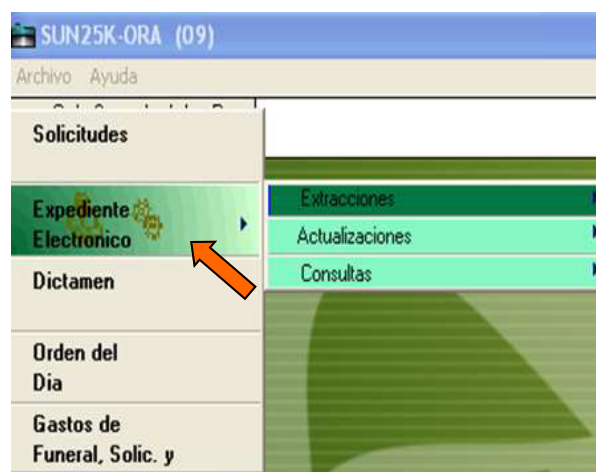 SUN25K-ORA (09)
Archivo Ayuda
Solicitudes
Expediente
Electronico
Extracciones
Actualizaciones
Consultas
Dictamen
Orden del
Dia
Gastos de
Funeral, Solic. y